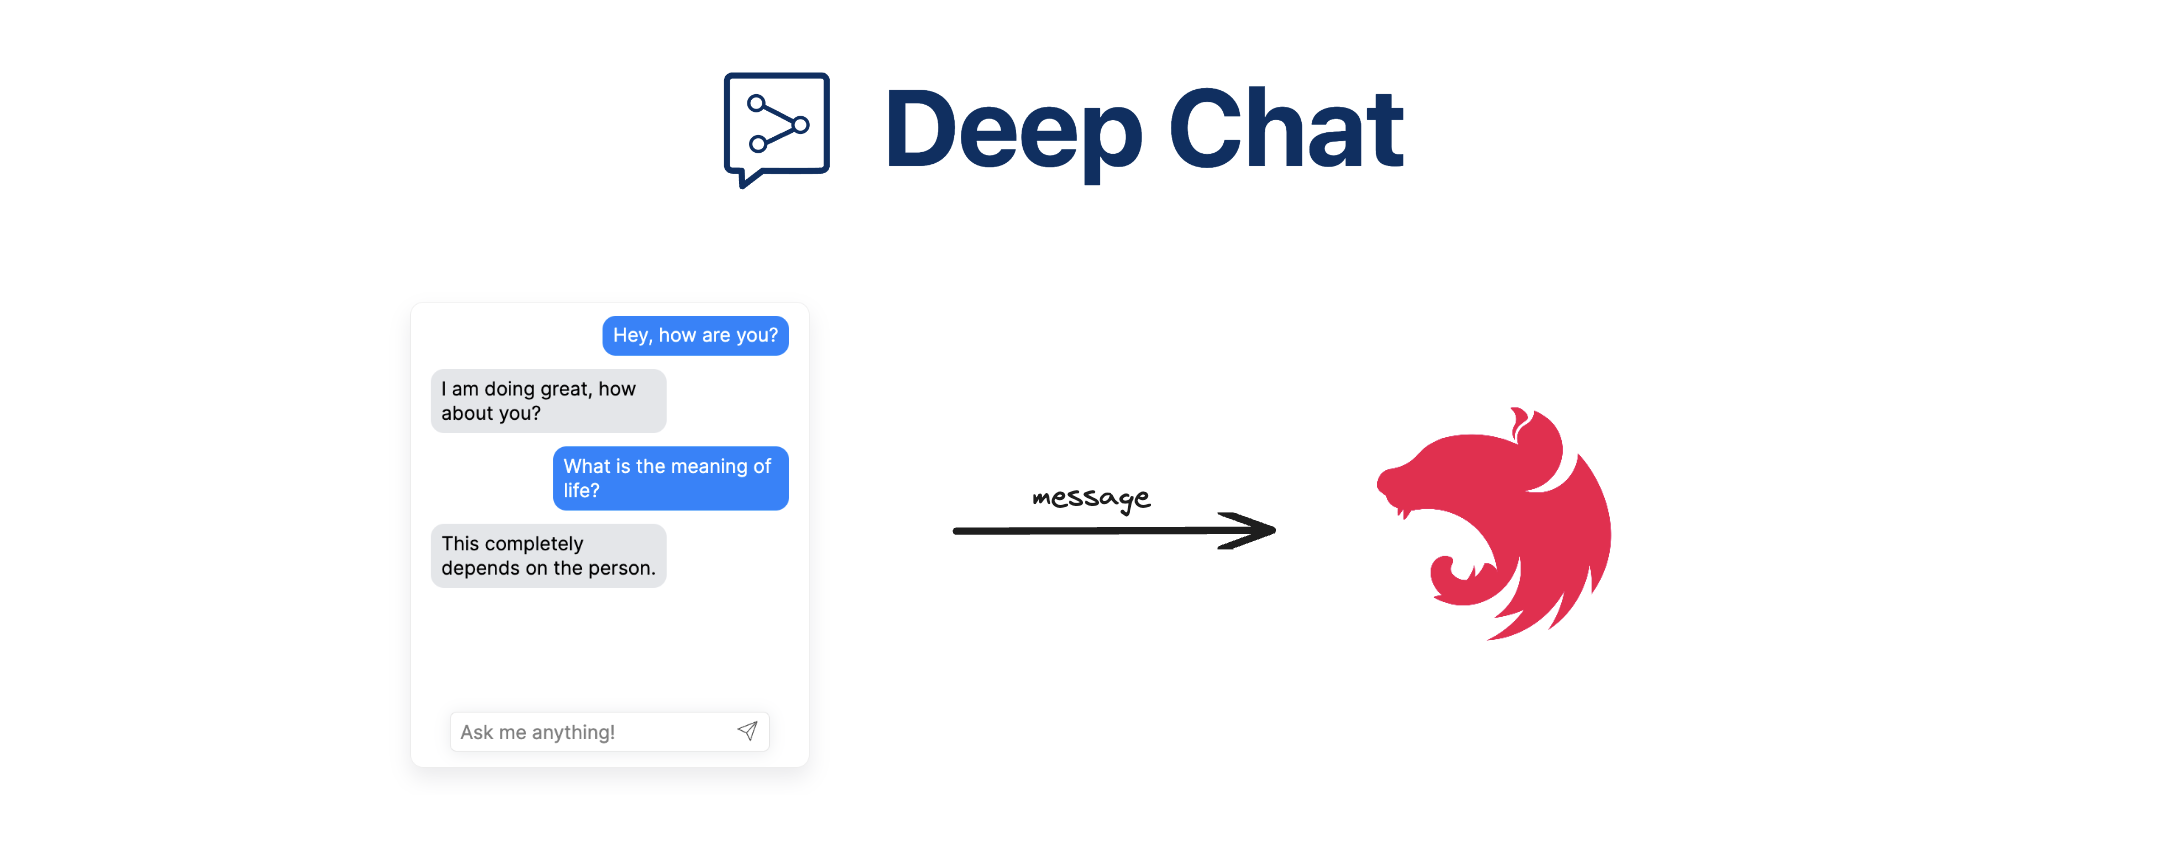 Deep Chat
Hey, how are you?
I am doing great, how
about you?
What is the meaning of
life?
This completely
depends on the person.
Ask me anything!
message